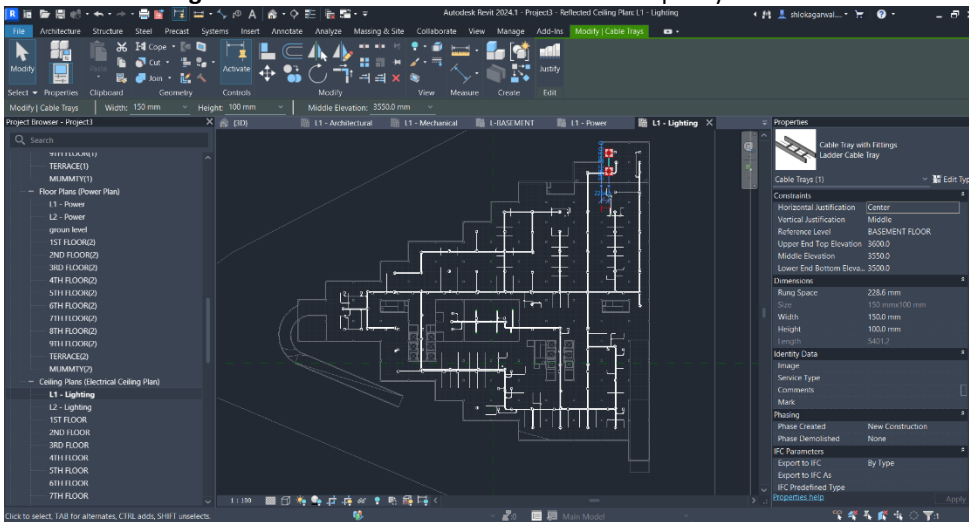 Autodesk Revit 2024.1 - Project3 - Reflected Ceiling Plan: L1 - Lighting
shlokagarwal...
File Architecture Structure Steel Precast Systems Insert Annotate Analyze Massing & Site Collaborate View Manage Add-Ins Modify | Cable Trays
Modify
Paste
Cope
Cut
Join
Activate
Justify
Select Properties Clipboard Geometry Controls Modify View Measure Create Edit
Modify | Cable Trays Width: 150 mm Height: 100 mm Middle Elevation: 3550.0 mm
Project Browser - Project3
{3D} L1 - Architectural L1 - Mechanical L-BASEMENT L1 - Power L1 - Lighting
Search
9TH FLOOR(1)
TERRACE(1)
MUMMTY(1)
Floor Plans (Power Plan)
L1 - Power
L2 - Power
groun level
1ST FLOOR(2)
2ND FLOOR(2)
3RD FLOOR(2)
4TH FLOOR(2)
5TH FLOOR(2)
6TH FLOOR(2)
7TH FLOOR(2)
8TH FLOOR(2)
9TH FLOOR(2)
TERRACE(2)
MUMMTY(2)
Ceiling Plans (Electrical Ceiling Plan)
L1 - Lighting
L2 - Lighting
1ST FLOOR
2ND FLOOR
3RD FLOOR
4TH FLOOR
5TH FLOOR
6TH FLOOR
7TH FLOOR
1 : 100
Properties
Cable Tray with Fittings
Ladder Cable Tray
Cable Trays (1) Edit Typ
Constraints
Horizontal Justification Center
Vertical Justification Middle
Reference Level BASEMENT FLOOR
Upper End Top Elevation 3600.0
Middle Elevation 3550.0
Lower End Bottom Eleva... 3500.0
Dimensions
Rung Space 228.6 mm
Size 150 mmx100 mm
Width 150.0 mm
Height 100.0 mm
Length 5401.2
Identity Data
Image
Service Type
Comments
Mark
Phasing
Phase Created New Construction
Phase Demolished None
IFC Parameters
Export to IFC By Type
Export to IFC As
IFC Predefined Type
Properties help Apply
Click to select, TAB for alternates, CTRL adds, SHIFT unselects.
:0 Main Model :1